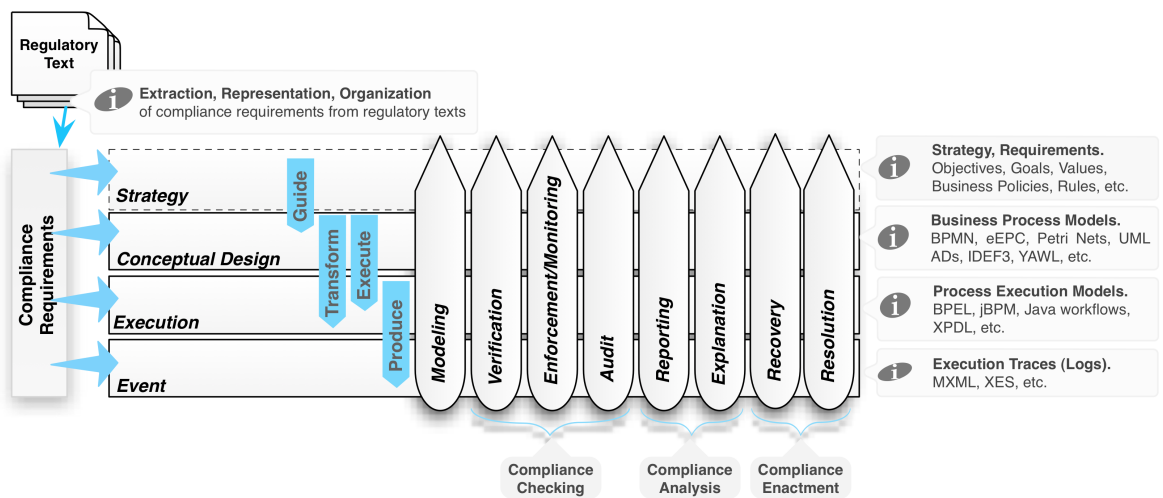 Regulatory
Text
Extraction, Representation, Organization
of compliance requirements from regulatory texts
Compliance
Requirements
Strategy
Conceptual Design
Execution
Event
Guide
Transform
Execute
Produce
Modeling
Verification
Enforcement/Monitoring
Audit
Reporting
Explanation
Recovery
Resolution
i
Strategy, Requirements.
Objectives, Goals, Values,
Business Policies, Rules, etc.
i
Business Process Models.
BPMN, eEPC, Petri Nets, UML
ADs, IDEF3, YAWL, etc.
i
Process Execution Models.
BPEL, jBPM, Java workflows,
XPDL, etc.
i
Execution Traces (Logs).
MXML, XES, etc.
i
Compliance
Checking
Compliance
Analysis
Compliance
Enactment